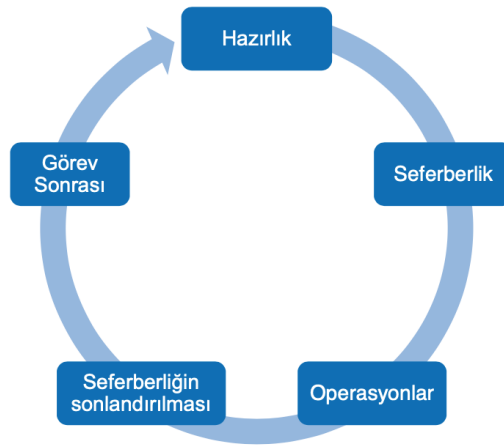 Hazırlık
Seferberlik
Operasyonlar
Seferberliğin
sonlandırılması
Görev
Sonrası